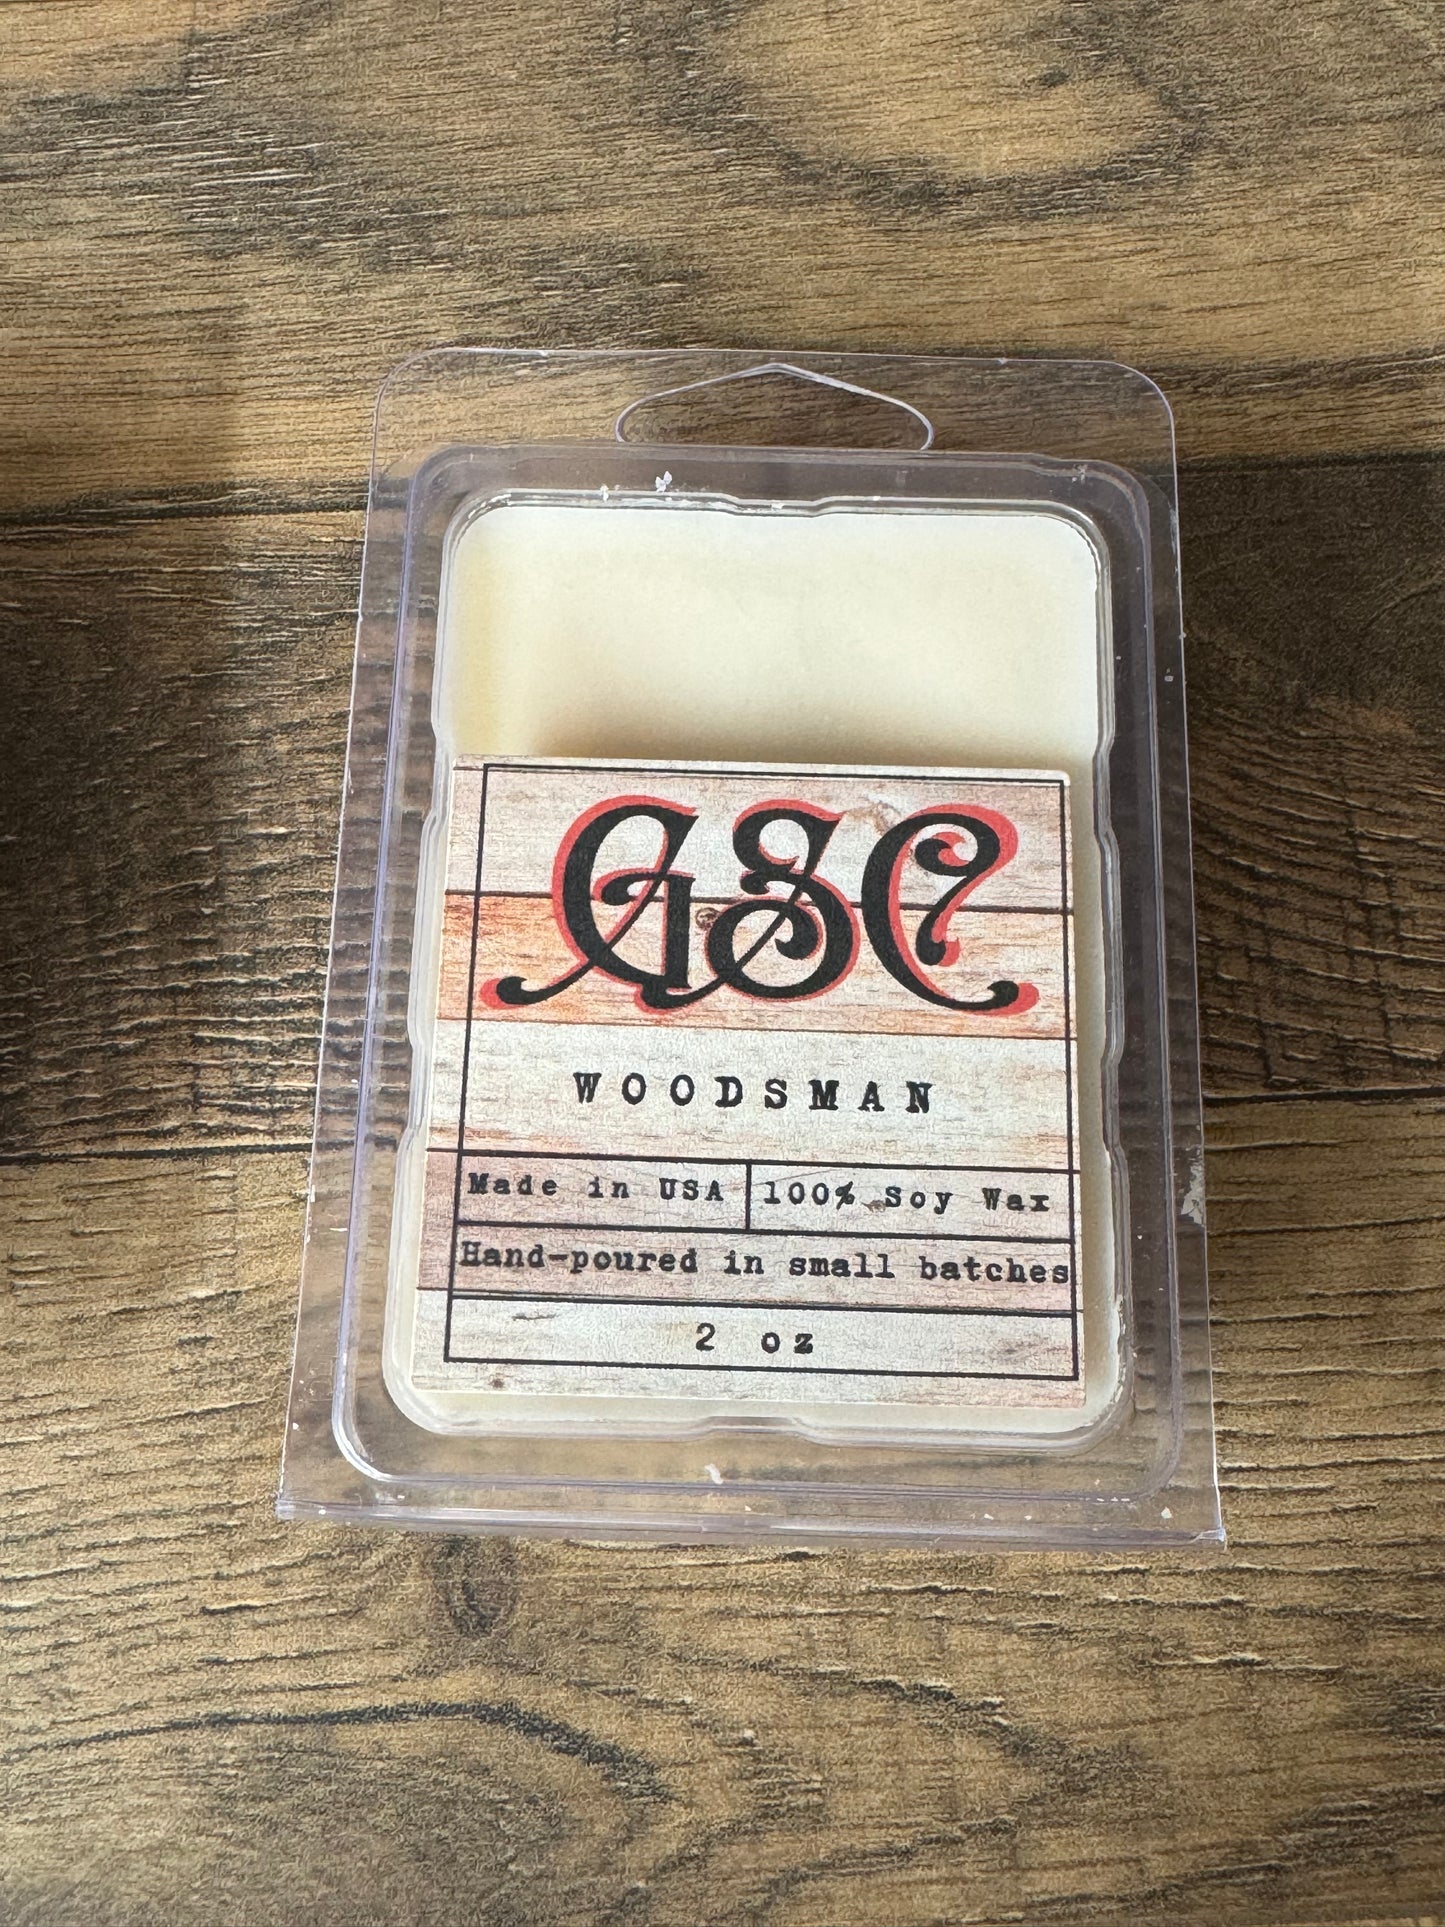 GSC
WOODSMAN
Made in USA 100% Soy Wax
Hand-poured in small batches
2 oz